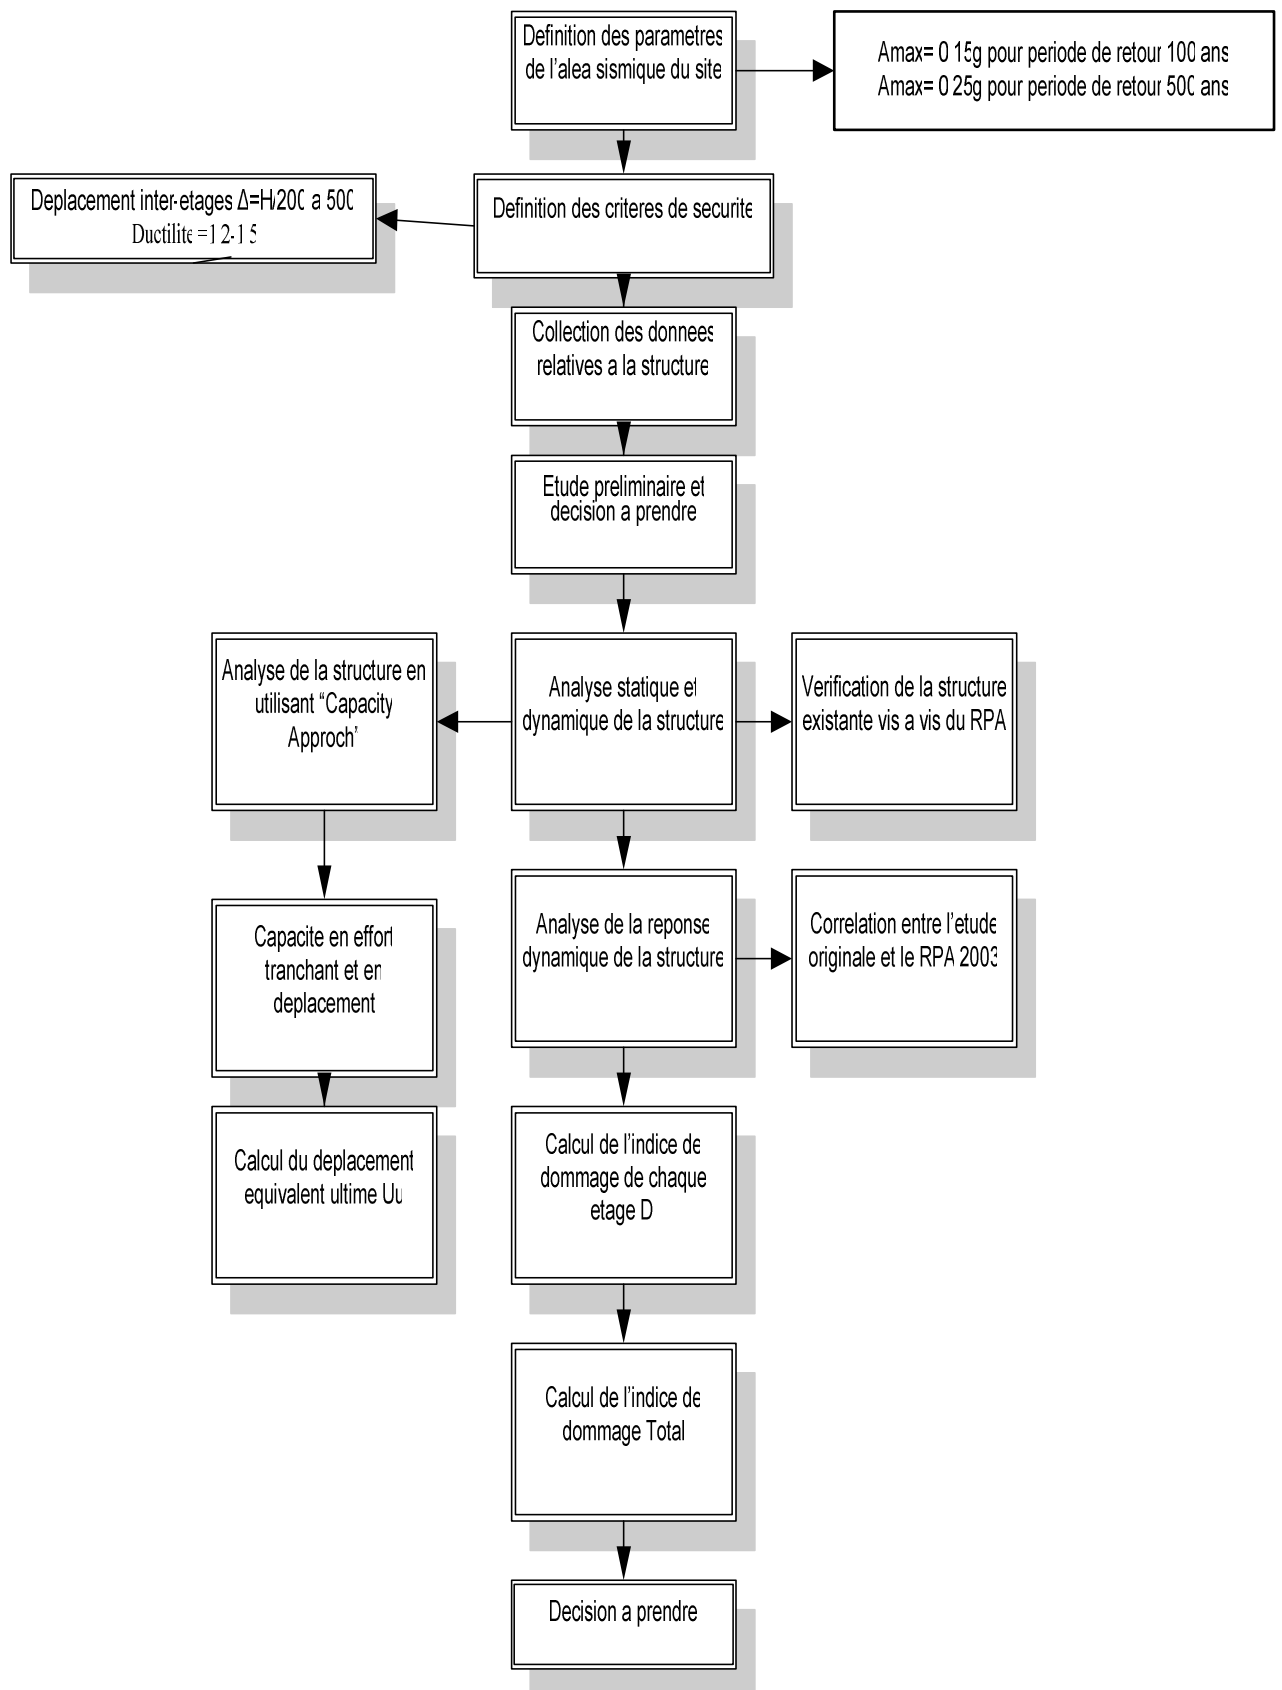 Definition des parametres
de l'alea sismique du site
Amax= 0 15g pour periode de retour 100 ans
Amax= 0 25g pour periode de retour 500 ans
Deplacement inter-etages Δ=H/200 a 500
Ductilite =1 2-1 5
Definition des criteres de securite
Collection des donnees
relatives a la structure
Etude preliminaire et
decision a prendre
Analyse de la structure en
utilisant “Capacity
Approch”
Analyse statique et
dynamique de la structure
Verification de la structure
existante vis a vis du RPA
Capacite en effort
tranchant et en
deplacement
Analyse de la reponse
dynamique de la structure
Correlation entre l'etude
originale et le RPA 2003
Calcul du deplacement
equivalent ultime Uu
Calcul de l'indice de
dommage de chaque
etage D
Calcul de l'indice de
dommage Total
Decision a prendre